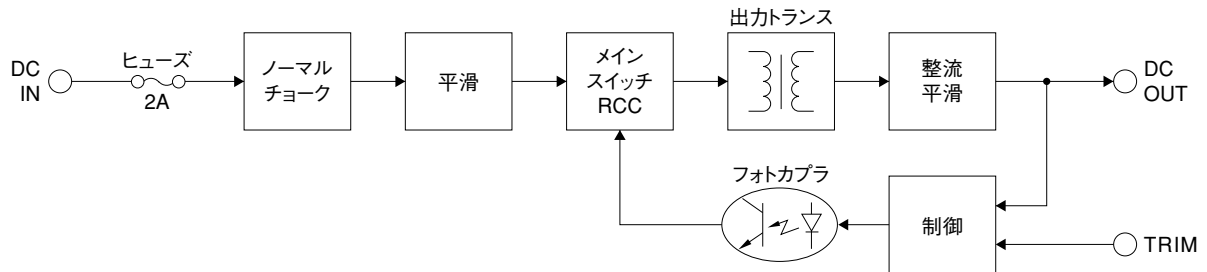 DC
IN
ヒューズ
2A
ノーマル
チョーク
平滑
メイン
スイッチ
RCC
出力トランス
整流
平滑
DC
OUT
フォトカプラ
制御
TRIM